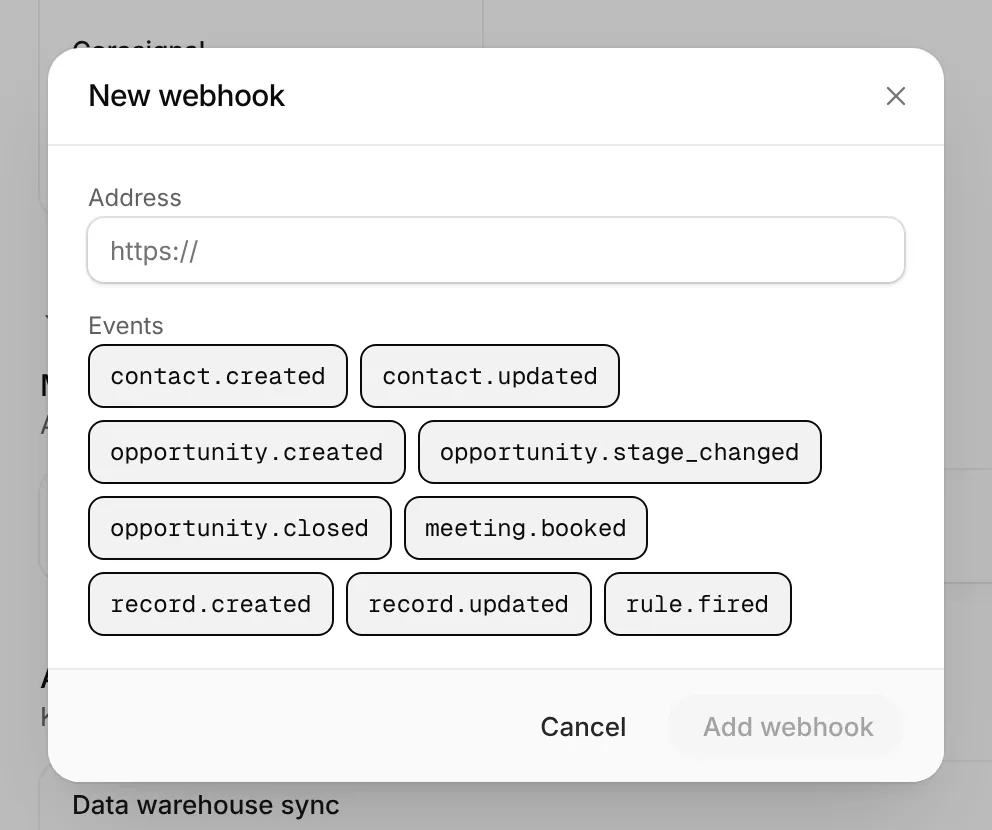 New webhook
Address
https://
Events
contact.created contact.updated
opportunity.created opportunity.stage_changed
opportunity.closed meeting.booked
record.created record.updated rule.fired
Cancel Add webhook
Data warehouse sync